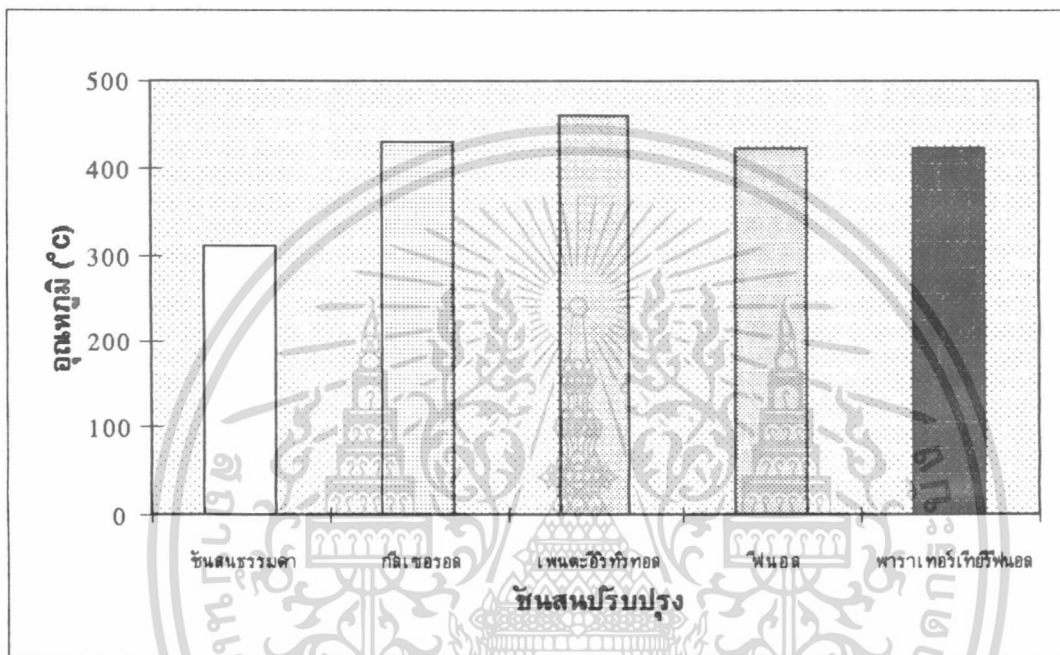 500
400
300
200
100
0
อุณหภูมิ (°C)
ชันสนธรรมดา
กลีเซอรอล
เพนตะอีริทริทอล
ฟีนอล
พาราเทอร์เทียรีฟีนอล
ชันสนปรับปรุง